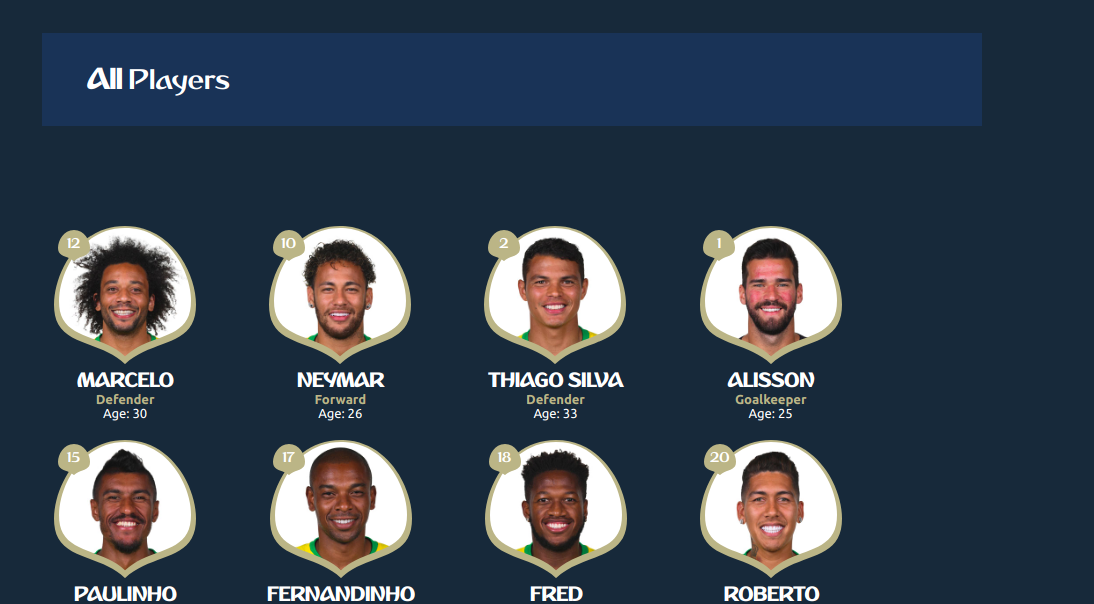 All Players
12 10 2 1
MARCELO NEYMAR THIAGO SILVA ALISSON
Defender Forward Defender Goalkeeper
Age: 30 Age: 26 Age: 33 Age: 25
15 17 18 20
PAULINHO FERNANDINHO FRED ROBERTO